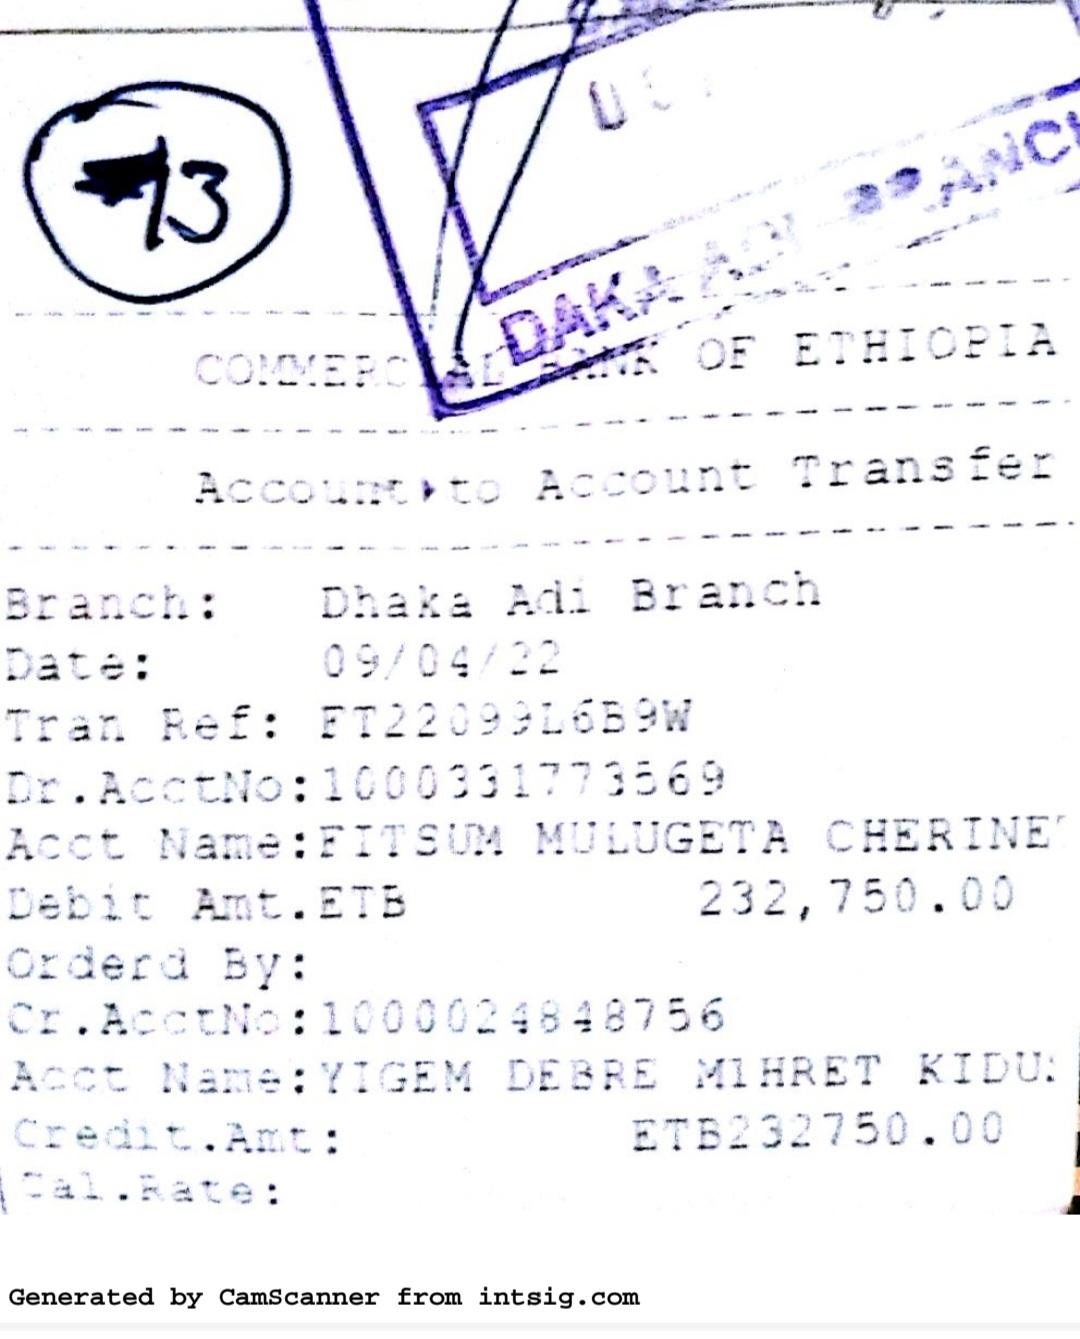 73
DAKA ADI BRANCH
COMMERCIAL BANK OF ETHIOPIA
Account to Account Transfer
Branch: Dhaka Adi Branch
Date: 09/04/22
Tran Ref: FT22099L6B9W
Dr.AcctNo:1000331773569
Acct Name:FITSUM MULUGETA CHERINET
Debit Amt.ETB 232,750.00
Orderd By:
Cr.AcctNo:1000024848756
Acct Name:YIGEM DEBRE M1HRET KIDUS
Credit.Amt: ETB232750.00
Cal.Rate:
Generated by CamScanner from intsig.com